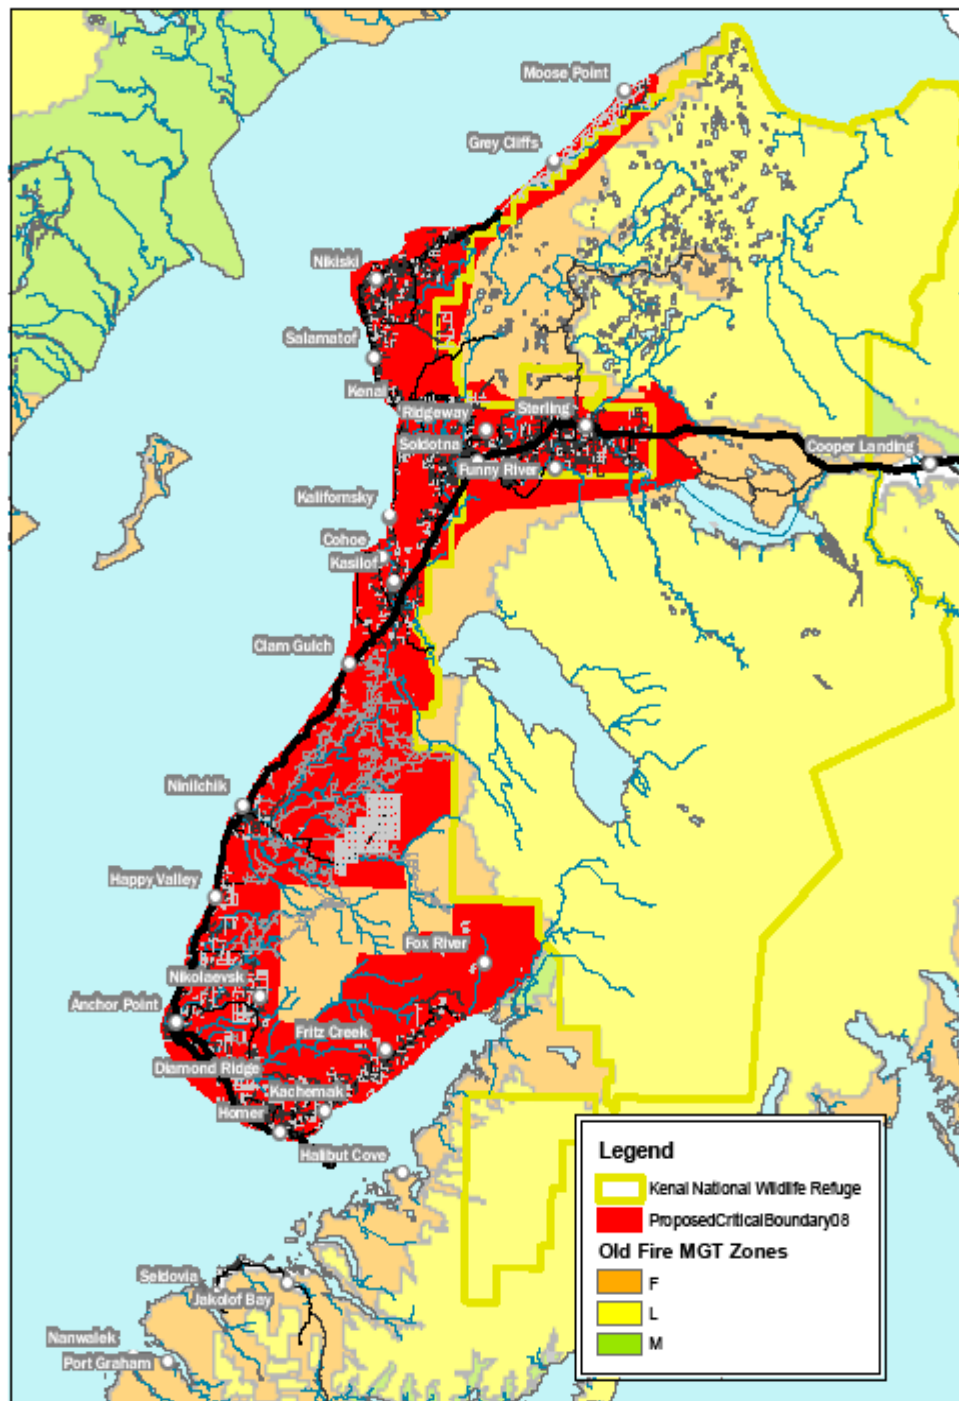 Moose Point
Grey Cliffs
Nikiski
Salamatof
Kenai
Ridgeway
Sterling
Soldotna
Cooper Landing
Funny River
Kalifornsky
Cohoe
Kasilof
Clam Gulch
Ninilchik
Happy Valley
Fox River
Nikolaevsk
Anchor Point
Fritz Creek
Diamond Ridge
Kachemak
Homer
Halibut Cove
Seldovia
Jakolof Bay
Nanwalek
Port Graham
Legend
Kenai National Wildlife Refuge
ProposedCriticalBoundary08
Old Fire MGT Zones
F
L
M